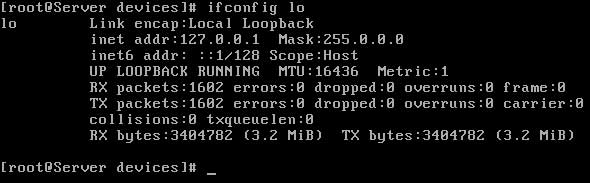 [root@Server devices]# ifconfig lo
lo        Link encap:Local Loopback
          inet addr:127.0.0.1  Mask:255.0.0.0
          inet6 addr: ::1/128 Scope:Host
          UP LOOPBACK RUNNING  MTU:16436  Metric:1
          RX packets:1602 errors:0 dropped:0 overruns:0 frame:0
          TX packets:1602 errors:0 dropped:0 overruns:0 carrier:0
          collisions:0 txqueuelen:0
          RX bytes:3404782 (3.2 MiB)  TX bytes:3404782 (3.2 MiB)
[root@Server devices]# _